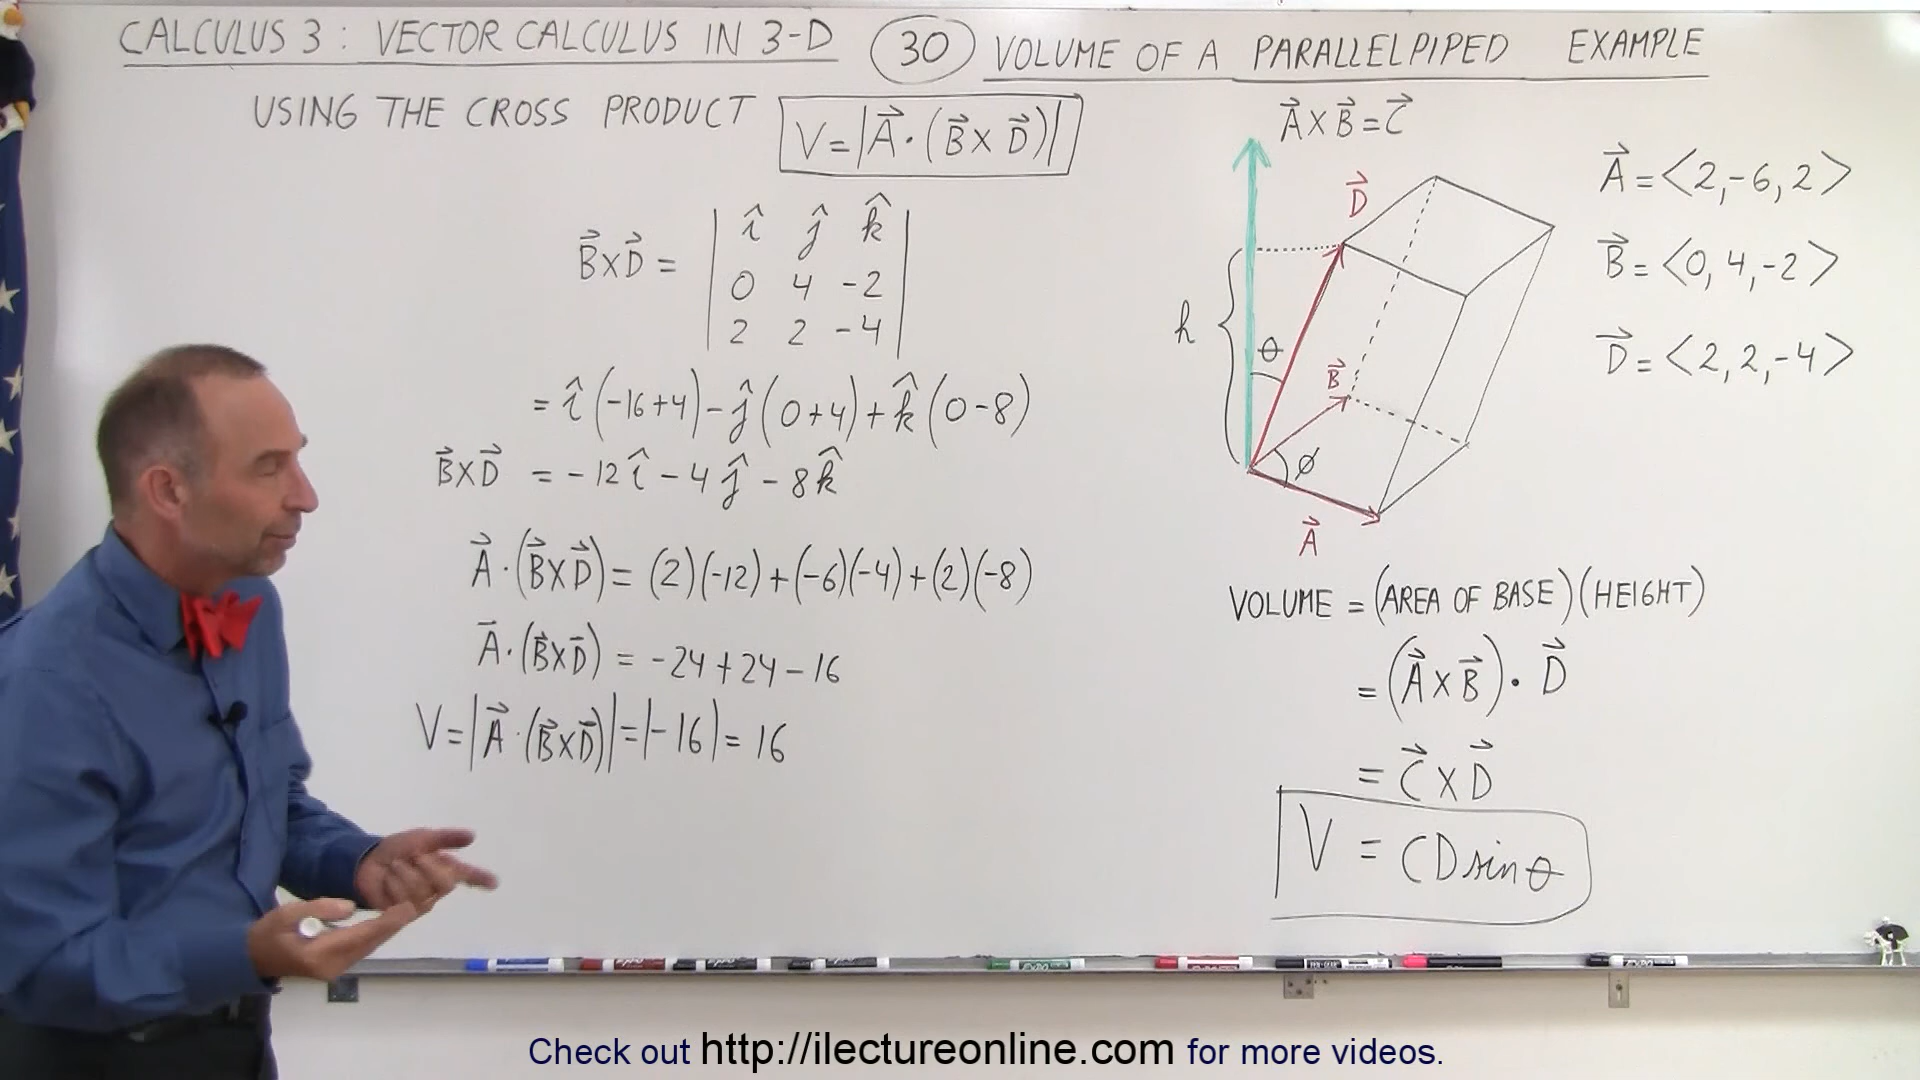 CALCULUS 3 : VECTOR CALCULUS IN 3-D 30 VOLUME OF A PARALLELPIPED EXAMPLE
USING THE CROSS PRODUCT V = |A⃗ · (B⃗ X D⃗)|
B⃗ X D⃗ = | î ĵ k̂ |
0 4 -2
2 2 -4
= î (-16+4) - ĵ (0+4) + k̂ (0-8)
B⃗ X D⃗ = -12 î - 4 ĵ - 8 k̂
A⃗ · (B⃗ X D⃗) = (2)(-12) + (-6)(-4) + (2)(-8)
A⃗ · (B⃗ X D⃗) = -24 + 24 - 16
V = |A⃗ · (B⃗ X D⃗)| = |-16| = 16
A⃗ X B⃗ = C⃗
D⃗
h
θ
B⃗
φ
A⃗
A⃗ = <2, -6, 2>
B⃗ = <0, 4, -2>
D⃗ = <2, 2, -4>
VOLUME = (AREA OF BASE)(HEIGHT)
= (A⃗ X B⃗) · D⃗
= C⃗ X D⃗
V = CD sin θ
Check out http://ilectureonline.com for more videos.